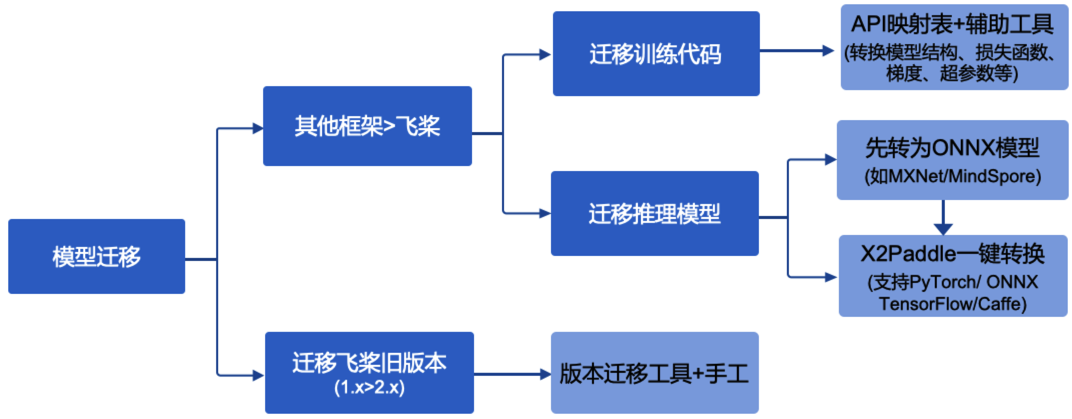 模型迁移
其他框架>飞桨
迁移训练代码
API映射表+辅助工具
(转换模型结构、损失函数、
梯度、超参数等)
迁移推理模型
先转为ONNX模型
(如MXNet/MindSpore)
X2Paddle一键转换
(支持PyTorch/ ONNX
TensorFlow/Caffe)
迁移飞桨旧版本
(1.x>2.x)
版本迁移工具+手工